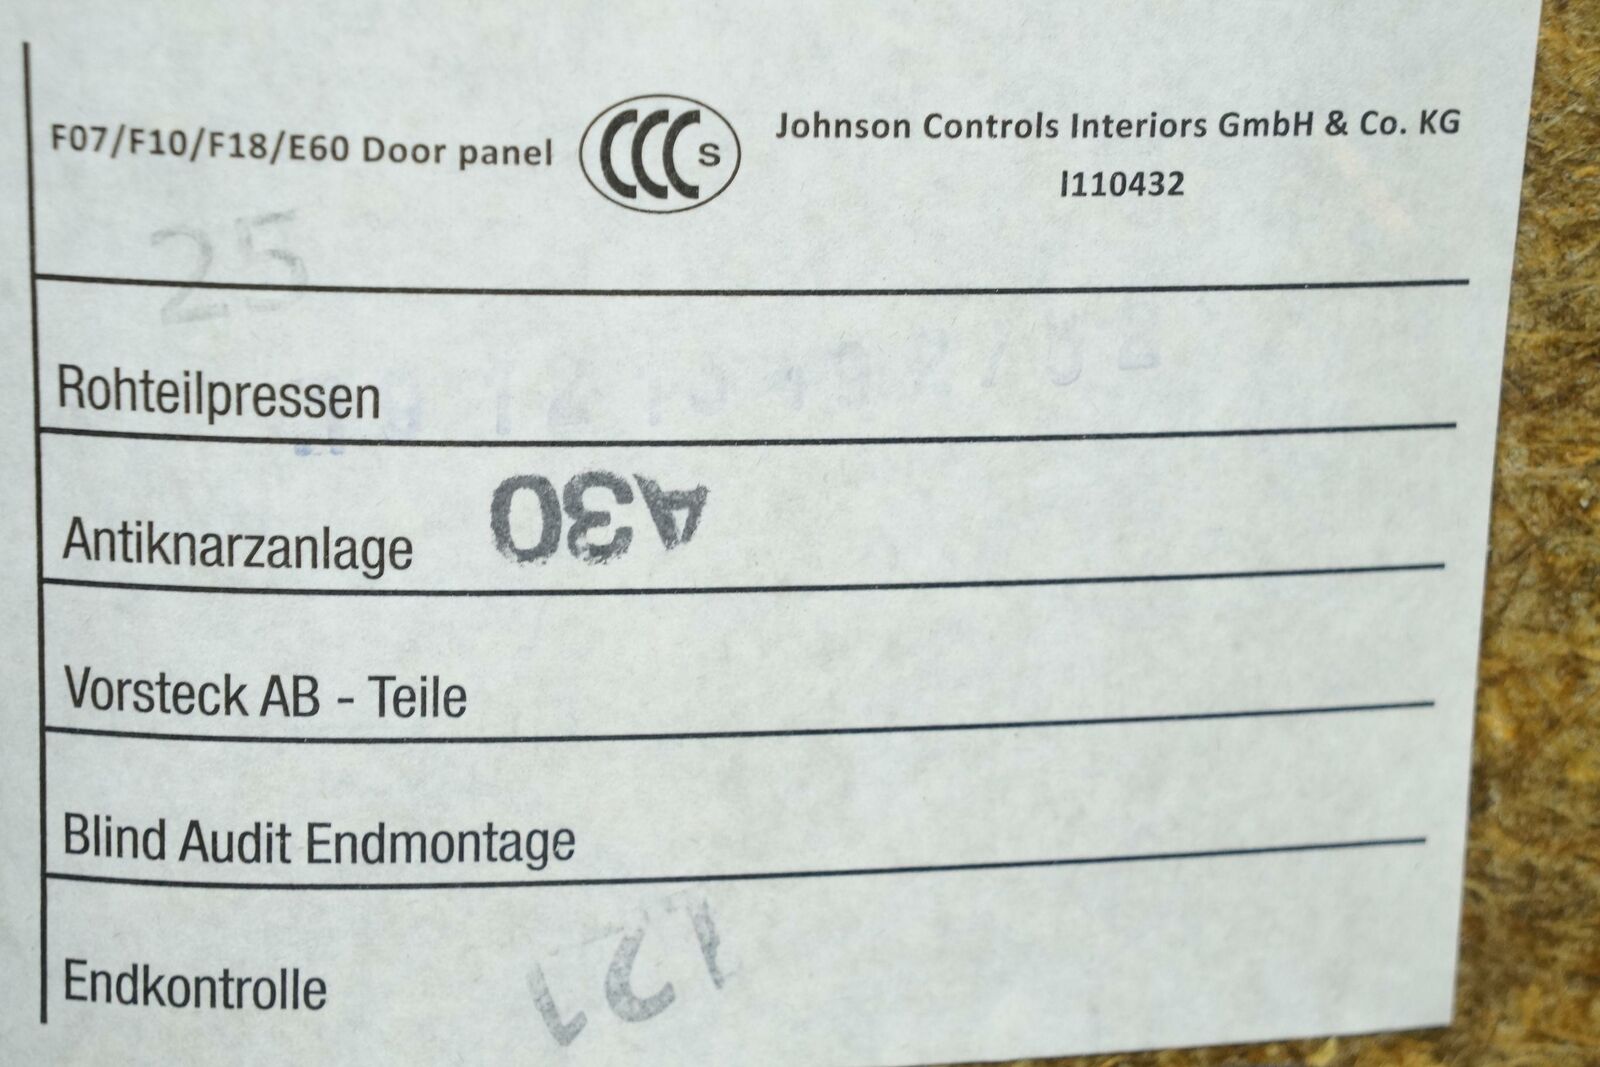 F07/F10/F18/E60 Door panel CCC S Johnson Controls Interiors GmbH & Co. KG
I110432
25
Rohteilpressen
Antiknarzanlage A30
Vorsteck AB - Teile
Blind Audit Endmontage
Endkontrolle